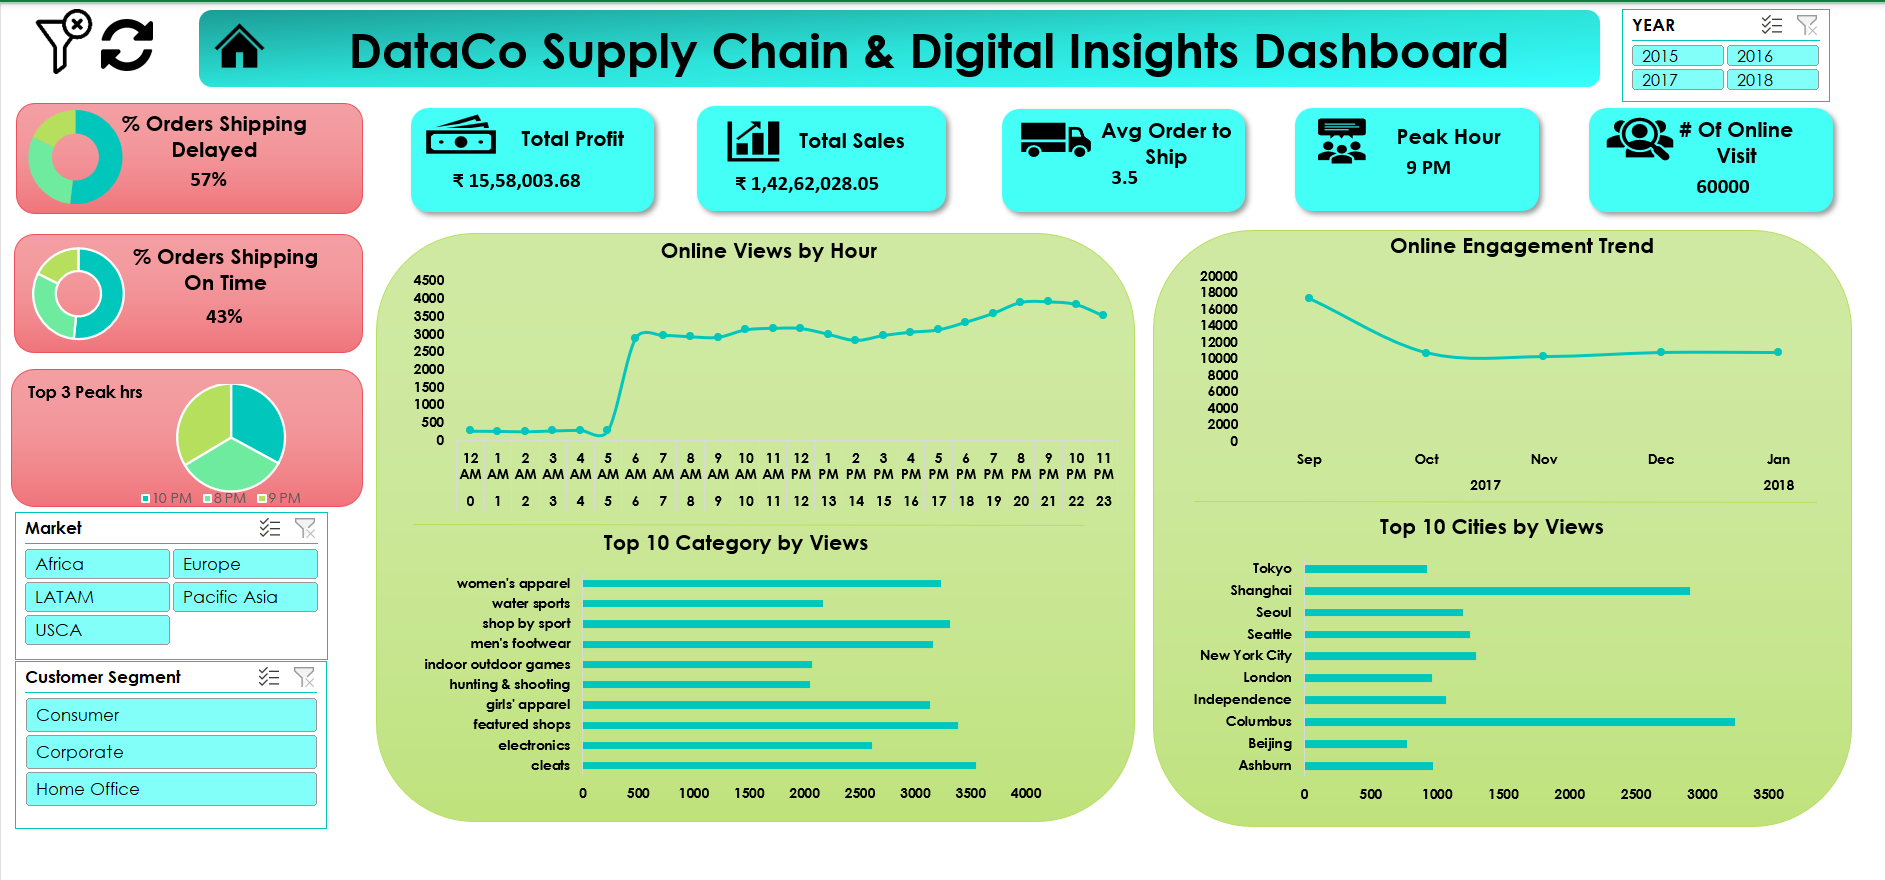 DataCo Supply Chain & Digital Insights Dashboard
YEAR
2015 2016
2017 2018
% Orders Shipping
Delayed
57%
Total Profit
₹ 15,58,003.68
Total Sales
₹ 1,42,62,028.05
Avg Order to
Ship
3.5
Peak Hour
9 PM
# Of Online
Visit
60000
% Orders Shipping
On Time
43%
Top 3 Peak hrs
10 PM 8 PM 9 PM
Market
Africa Europe
LATAM Pacific Asia
USCA
Customer Segment
Consumer
Corporate
Home Office
Online Views by Hour
4500
4000
3500
3000
2500
2000
1500
1000
500
0
12 1 2 3 4 5 6 7 8 9 10 11 12 1 2 3 4 5 6 7 8 9 10 11
AM AM AM AM AM AM AM AM AM AM AM AM PM PM PM PM PM PM PM PM PM PM PM PM
0 1 2 3 4 5 6 7 8 9 10 11 12 13 14 15 16 17 18 19 20 21 22 23
Top 10 Category by Views
women's apparel
water sports
shop by sport
men's footwear
indoor outdoor games
hunting & shooting
girls' apparel
featured shops
electronics
cleats
0 500 1000 1500 2000 2500 3000 3500 4000
Online Engagement Trend
20000
18000
16000
14000
12000
10000
8000
6000
4000
2000
0
Sep Oct Nov Dec Jan
2017 2018
Top 10 Cities by Views
Tokyo
Shanghai
Seoul
Seattle
New York City
London
Independence
Columbus
Beijing
Ashburn
0 500 1000 1500 2000 2500 3000 3500